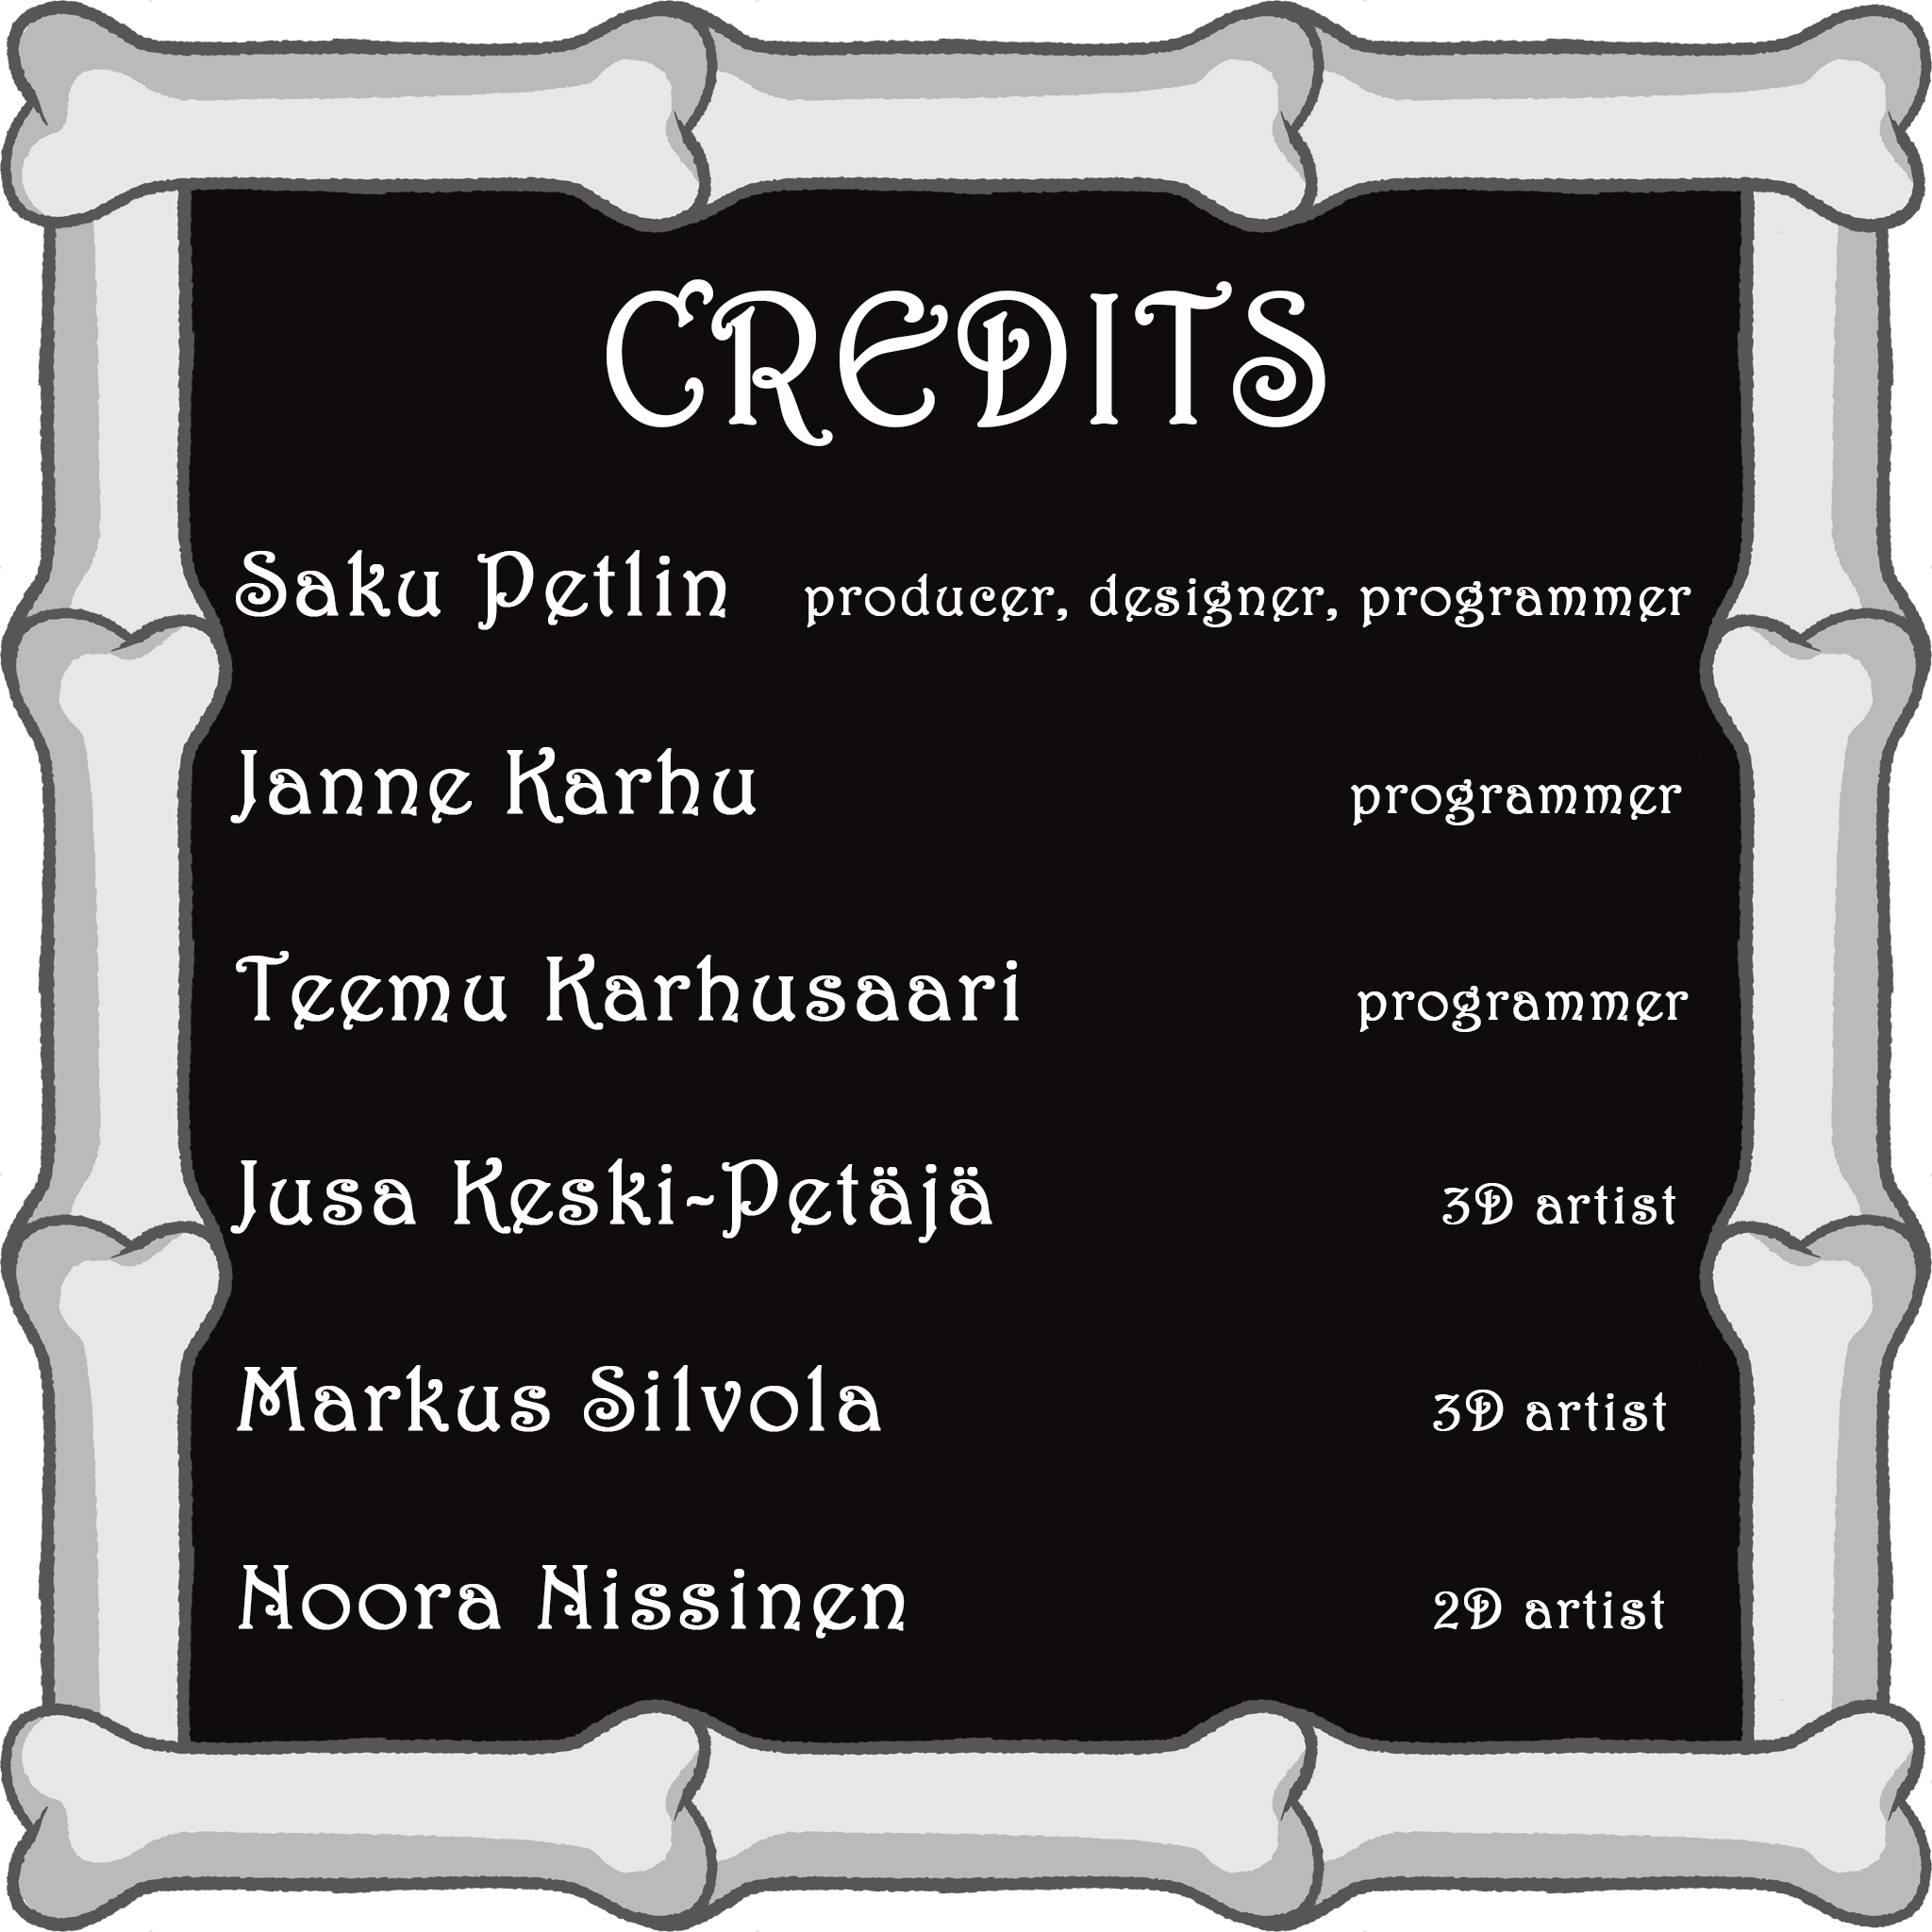 CREDITS
Saku Petlin producer, designer, programmer
Janne Karhu programmer
Teemu Karhusaari programmer
Jusa Keski-Petäjä 3D artist
Markus Silvola 3D artist
Noora Nissinen 2D artist